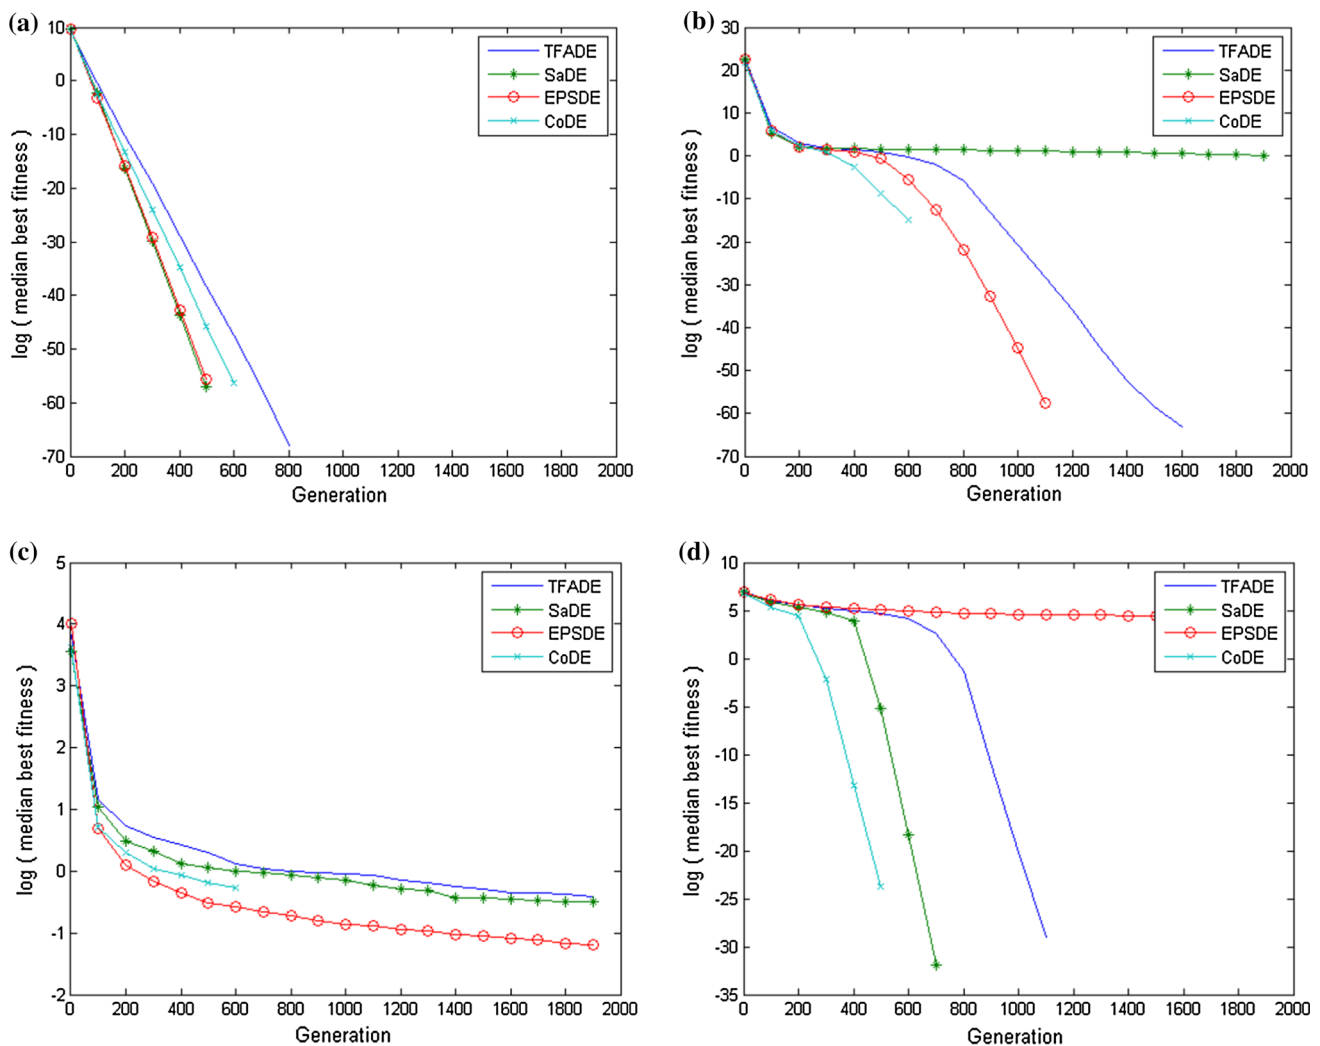 (a)
10
0
-10
-20
-30
-40
-50
-60
-70
log ( median best fitness )
0 200 400 600 800 1000 1200 1400 1600 1800 2000
Generation
TFADE
SaDE
EPSDE
CoDE
(b)
30
20
10
0
-10
-20
-30
-40
-50
-60
-70
log ( median best fitness )
0 200 400 600 800 1000 1200 1400 1600 1800 2000
Generation
TFADE
SaDE
EPSDE
CoDE
(c)
5
4
3
2
1
0
-1
-2
log ( median best fitness )
0 200 400 600 800 1000 1200 1400 1600 1800 2000
Generation
TFADE
SaDE
EPSDE
CoDE
(d)
10
5
0
-5
-10
-15
-20
-25
-30
-35
log ( median best fitness )
0 200 400 600 800 1000 1200 1400 1600 1800 2000
Generation
TFADE
SaDE
EPSDE
CoDE